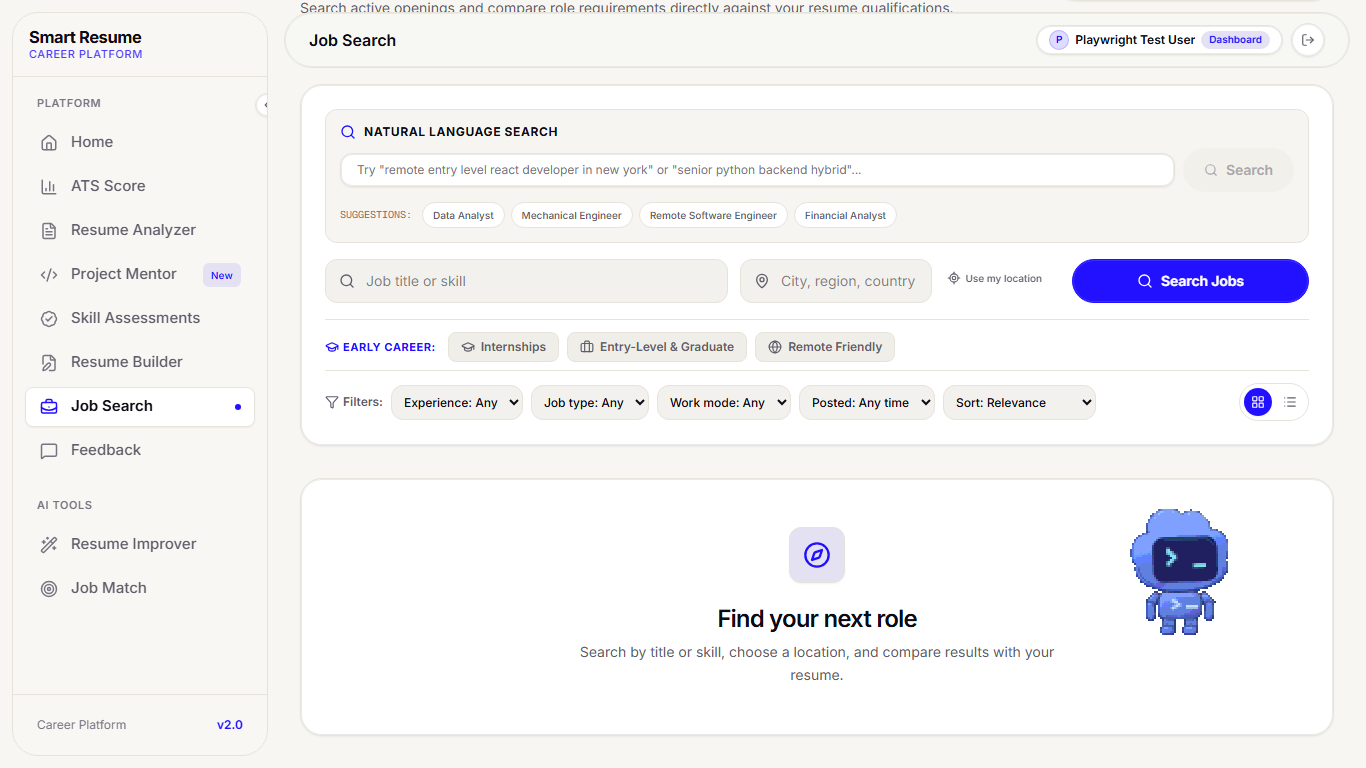 Search active openings and compare role requirements directly against your resume qualifications.
Smart Resume
CAREER PLATFORM
Job Search
P Playwright Test User Dashboard
PLATFORM
Home
ATS Score
Resume Analyzer
Project Mentor New
Skill Assessments
Resume Builder
Job Search
Feedback
AI TOOLS
Resume Improver
Job Match
Career Platform v2.0
NATURAL LANGUAGE SEARCH
Try "remote entry level react developer in new york" or "senior python backend hybrid"...
Search
SUGGESTIONS: Data Analyst Mechanical Engineer Remote Software Engineer Financial Analyst
Job title or skill City, region, country Use my location Search Jobs
EARLY CAREER: Internships Entry-Level & Graduate Remote Friendly
Filters: Experience: Any Job type: Any Work mode: Any Posted: Any time Sort: Relevance
Find your next role
Search by title or skill, choose a location, and compare results with your
resume.